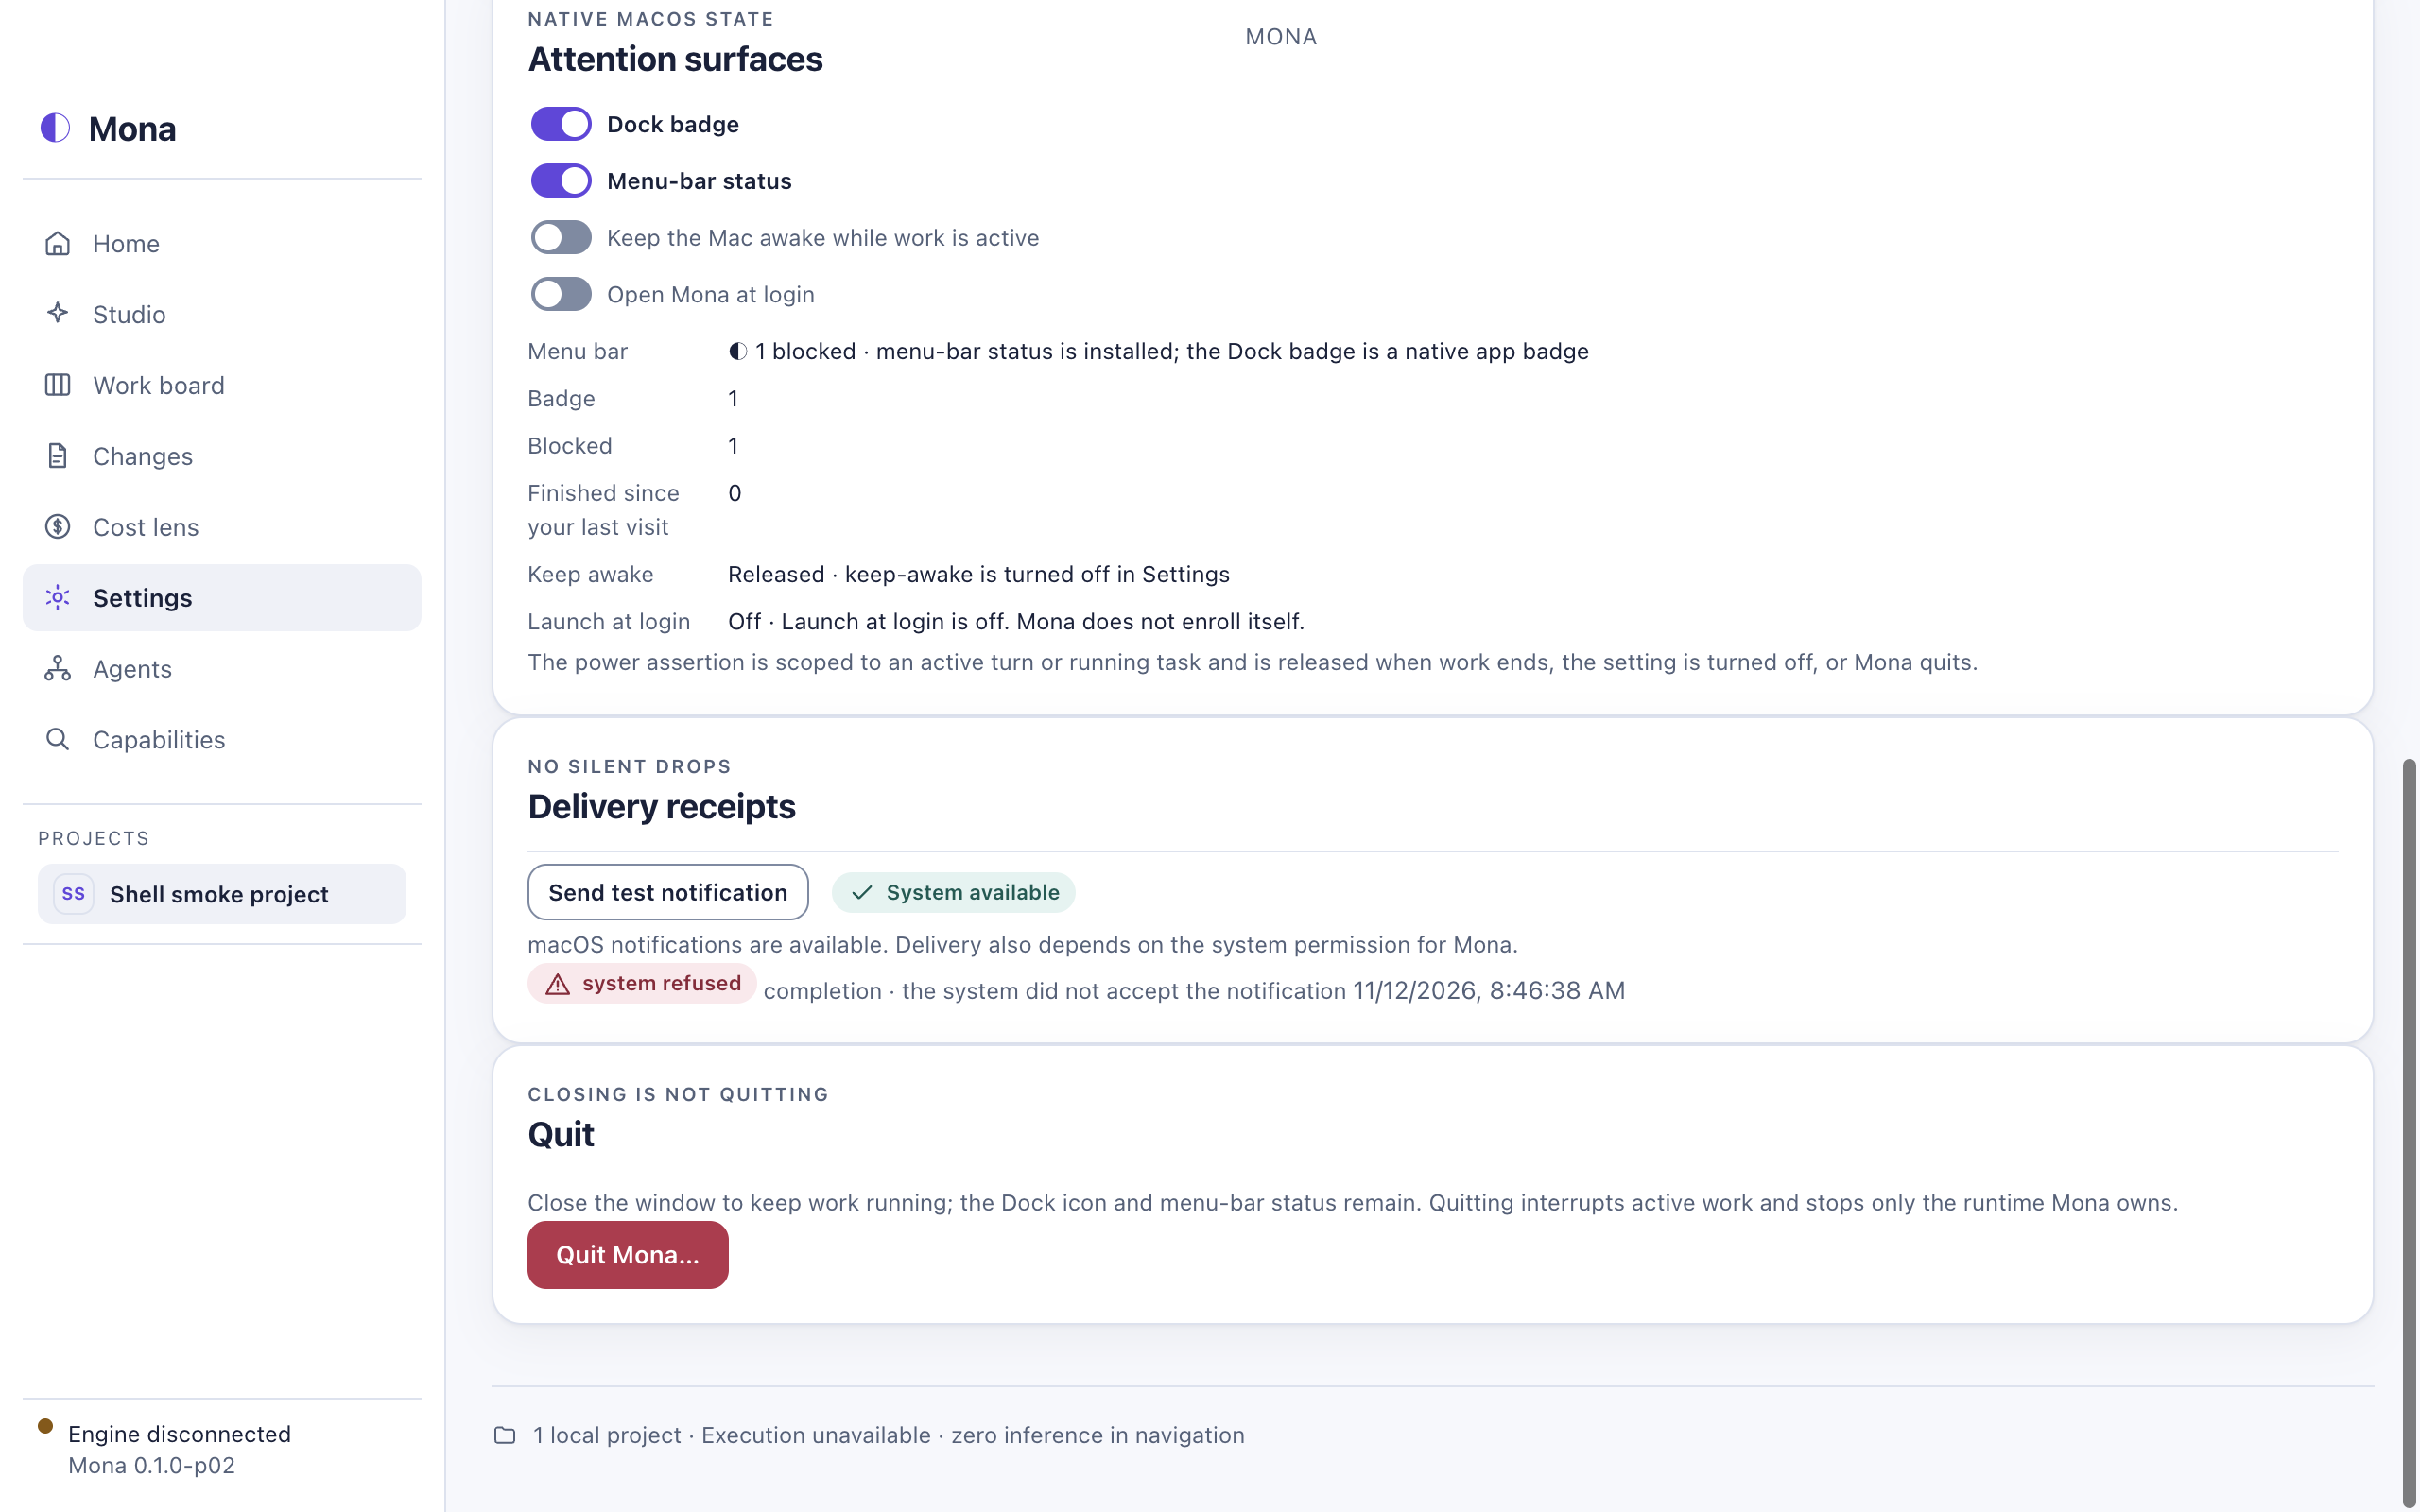 Mona
Home
Studio
Work board
Changes
Cost lens
Settings
Agents
Capabilities
PROJECTS
SS Shell smoke project
Engine disconnected
Mona 0.1.0-p02
MONA
NATIVE MACOS STATE
Attention surfaces
Dock badge
Menu-bar status
Keep the Mac awake while work is active
Open Mona at login
Menu bar 1 blocked · menu-bar status is installed; the Dock badge is a native app badge
Badge 1
Blocked 1
Finished since 0
your last visit
Keep awake Released · keep-awake is turned off in Settings
Launch at login Off · Launch at login is off. Mona does not enroll itself.
The power assertion is scoped to an active turn or running task and is released when work ends, the setting is turned off, or Mona quits.
NO SILENT DROPS
Delivery receipts
Send test notification System available
macOS notifications are available. Delivery also depends on the system permission for Mona.
system refused completion · the system did not accept the notification 11/12/2026, 8:46:38 AM
CLOSING IS NOT QUITTING
Quit
Close the window to keep work running; the Dock icon and menu-bar status remain. Quitting interrupts active work and stops only the runtime Mona owns.
Quit Mona...
1 local project · Execution unavailable · zero inference in navigation